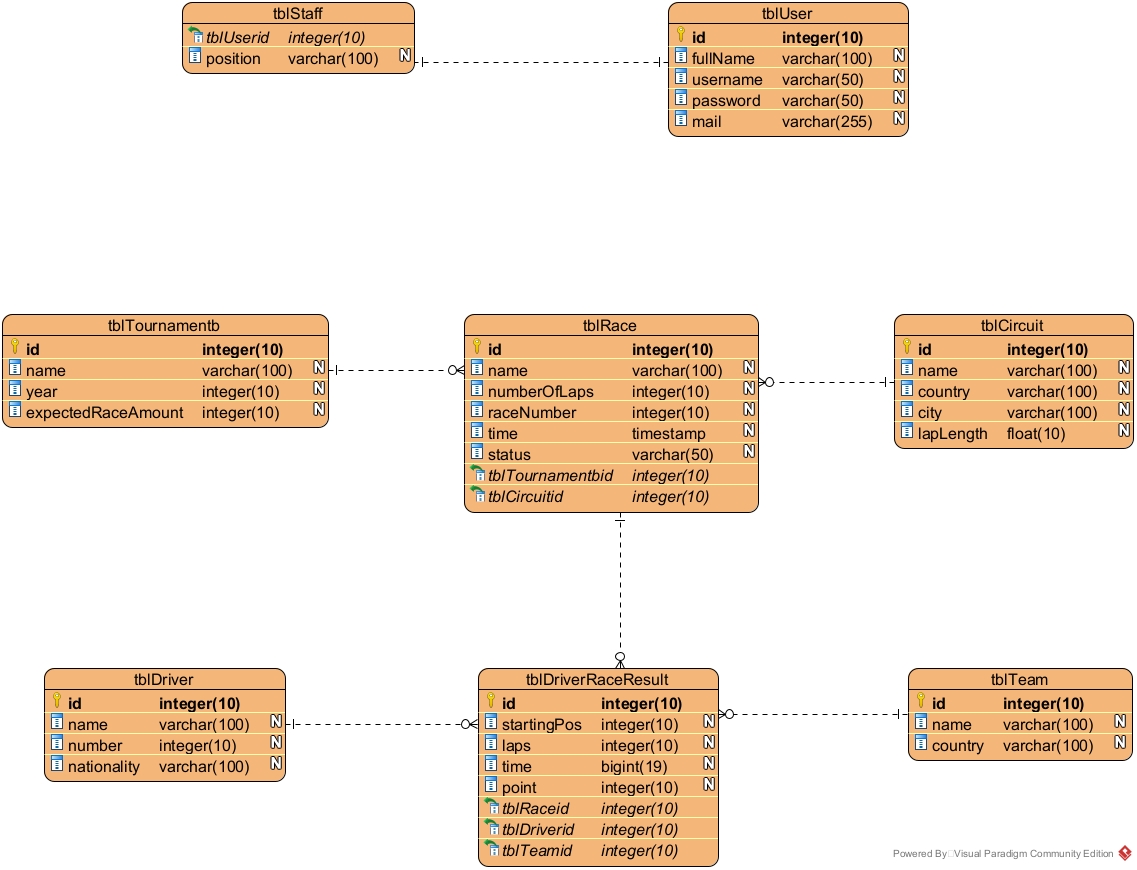 tblStaff
tblUserid integer(10)
position varchar(100) N
tblUser
id integer(10)
fullName varchar(100) N
username varchar(50) N
password varchar(50) N
mail varchar(255) N
tblTournamentb
id integer(10)
name varchar(100) N
year integer(10) N
expectedRaceAmount integer(10) N
tblRace
id integer(10)
name varchar(100) N
numberOfLaps integer(10) N
raceNumber integer(10) N
time timestamp N
status varchar(50) N
tblTournamentbid integer(10)
tblCircuitid integer(10)
tblCircuit
id integer(10)
name varchar(100) N
country varchar(100) N
city varchar(100) N
lapLength float(10) N
tblDriver
id integer(10)
name varchar(100) N
number integer(10) N
nationality varchar(100) N
tblDriverRaceResult
id integer(10)
startingPos integer(10) N
laps integer(10) N
time bigint(19) N
point integer(10) N
tblRaceid integer(10)
tblDriverid integer(10)
tblTeamid integer(10)
tblTeam
id integer(10)
name varchar(100) N
country varchar(100) N
Powered By Visual Paradigm Community Edition